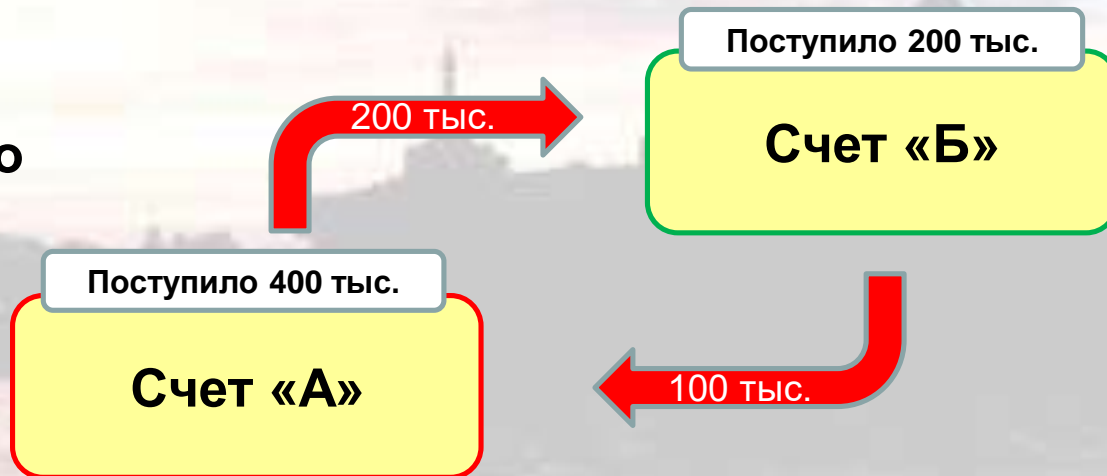 Поступило 200 тыс.
200 тыс.
Счет «Б»
о
Поступило 400 тыс.
Счет «А»
100 тыс.